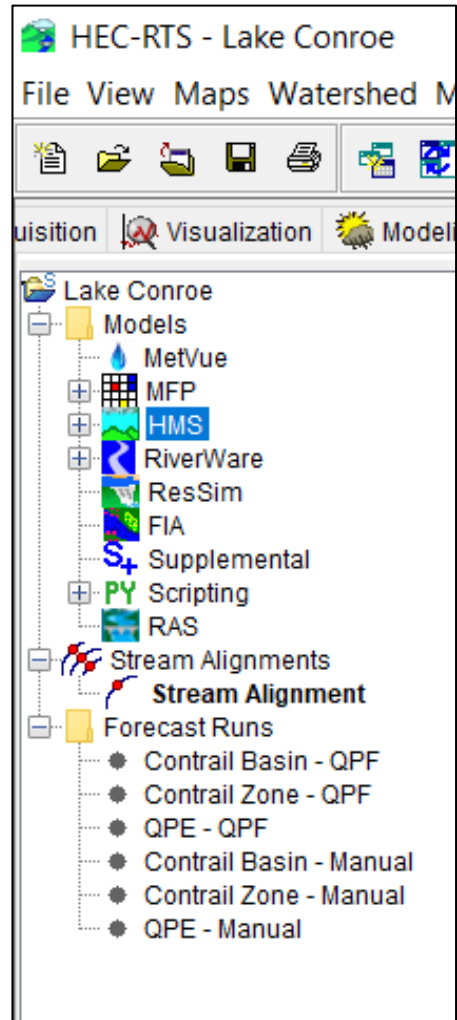 HEC-RTS - Lake Conroe
File View Maps Watershed M
uisition Visualization Modeli
S Lake Conroe
Models
MetVue
MFP
HMS
RiverWare
ResSim
FIA
S+ Supplemental
PY Scripting
RAS
Stream Alignments
Stream Alignment
Forecast Runs
Contrail Basin - QPF
Contrail Zone - QPF
QPE - QPF
Contrail Basin - Manual
Contrail Zone - Manual
QPE - Manual